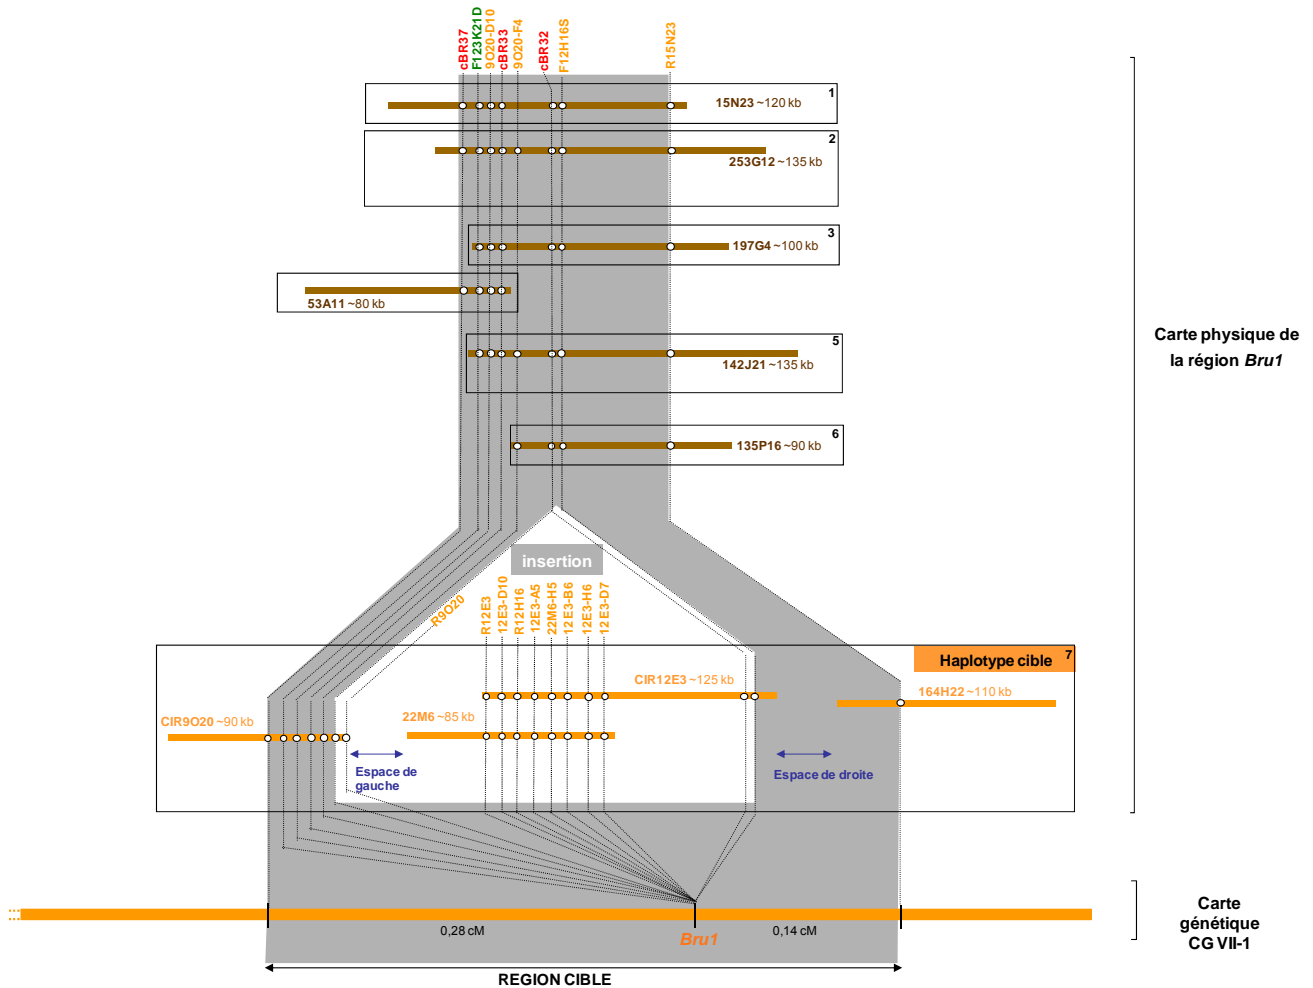 cBR37
F123K21D
9O20-D10
cBR33
9O20-F4
cBR32
F12H16S
R15N23
1
15N23 ~120 kb
2
253G12 ~135 kb
3
197G4 ~100 kb
53A11 ~80 kb
5
142J21 ~135 kb
6
135P16 ~90 kb
Carte physique de
la région Bru1
insertion
R9O20
R12E3
12E3-D10
R12H16
12E3-A5
22M6-H5
12E3-B6
12E3-H6
12E3-D7
7
Haplotype cible
CIR12E3 ~125 kb
164H22 ~110 kb
CIR9O20 ~90 kb
22M6 ~85 kb
Espace de
gauche
Espace de droite
Carte
génétique
CG VII-1
0,28 cM
Bru1
0,14 cM
REGION CIBLE